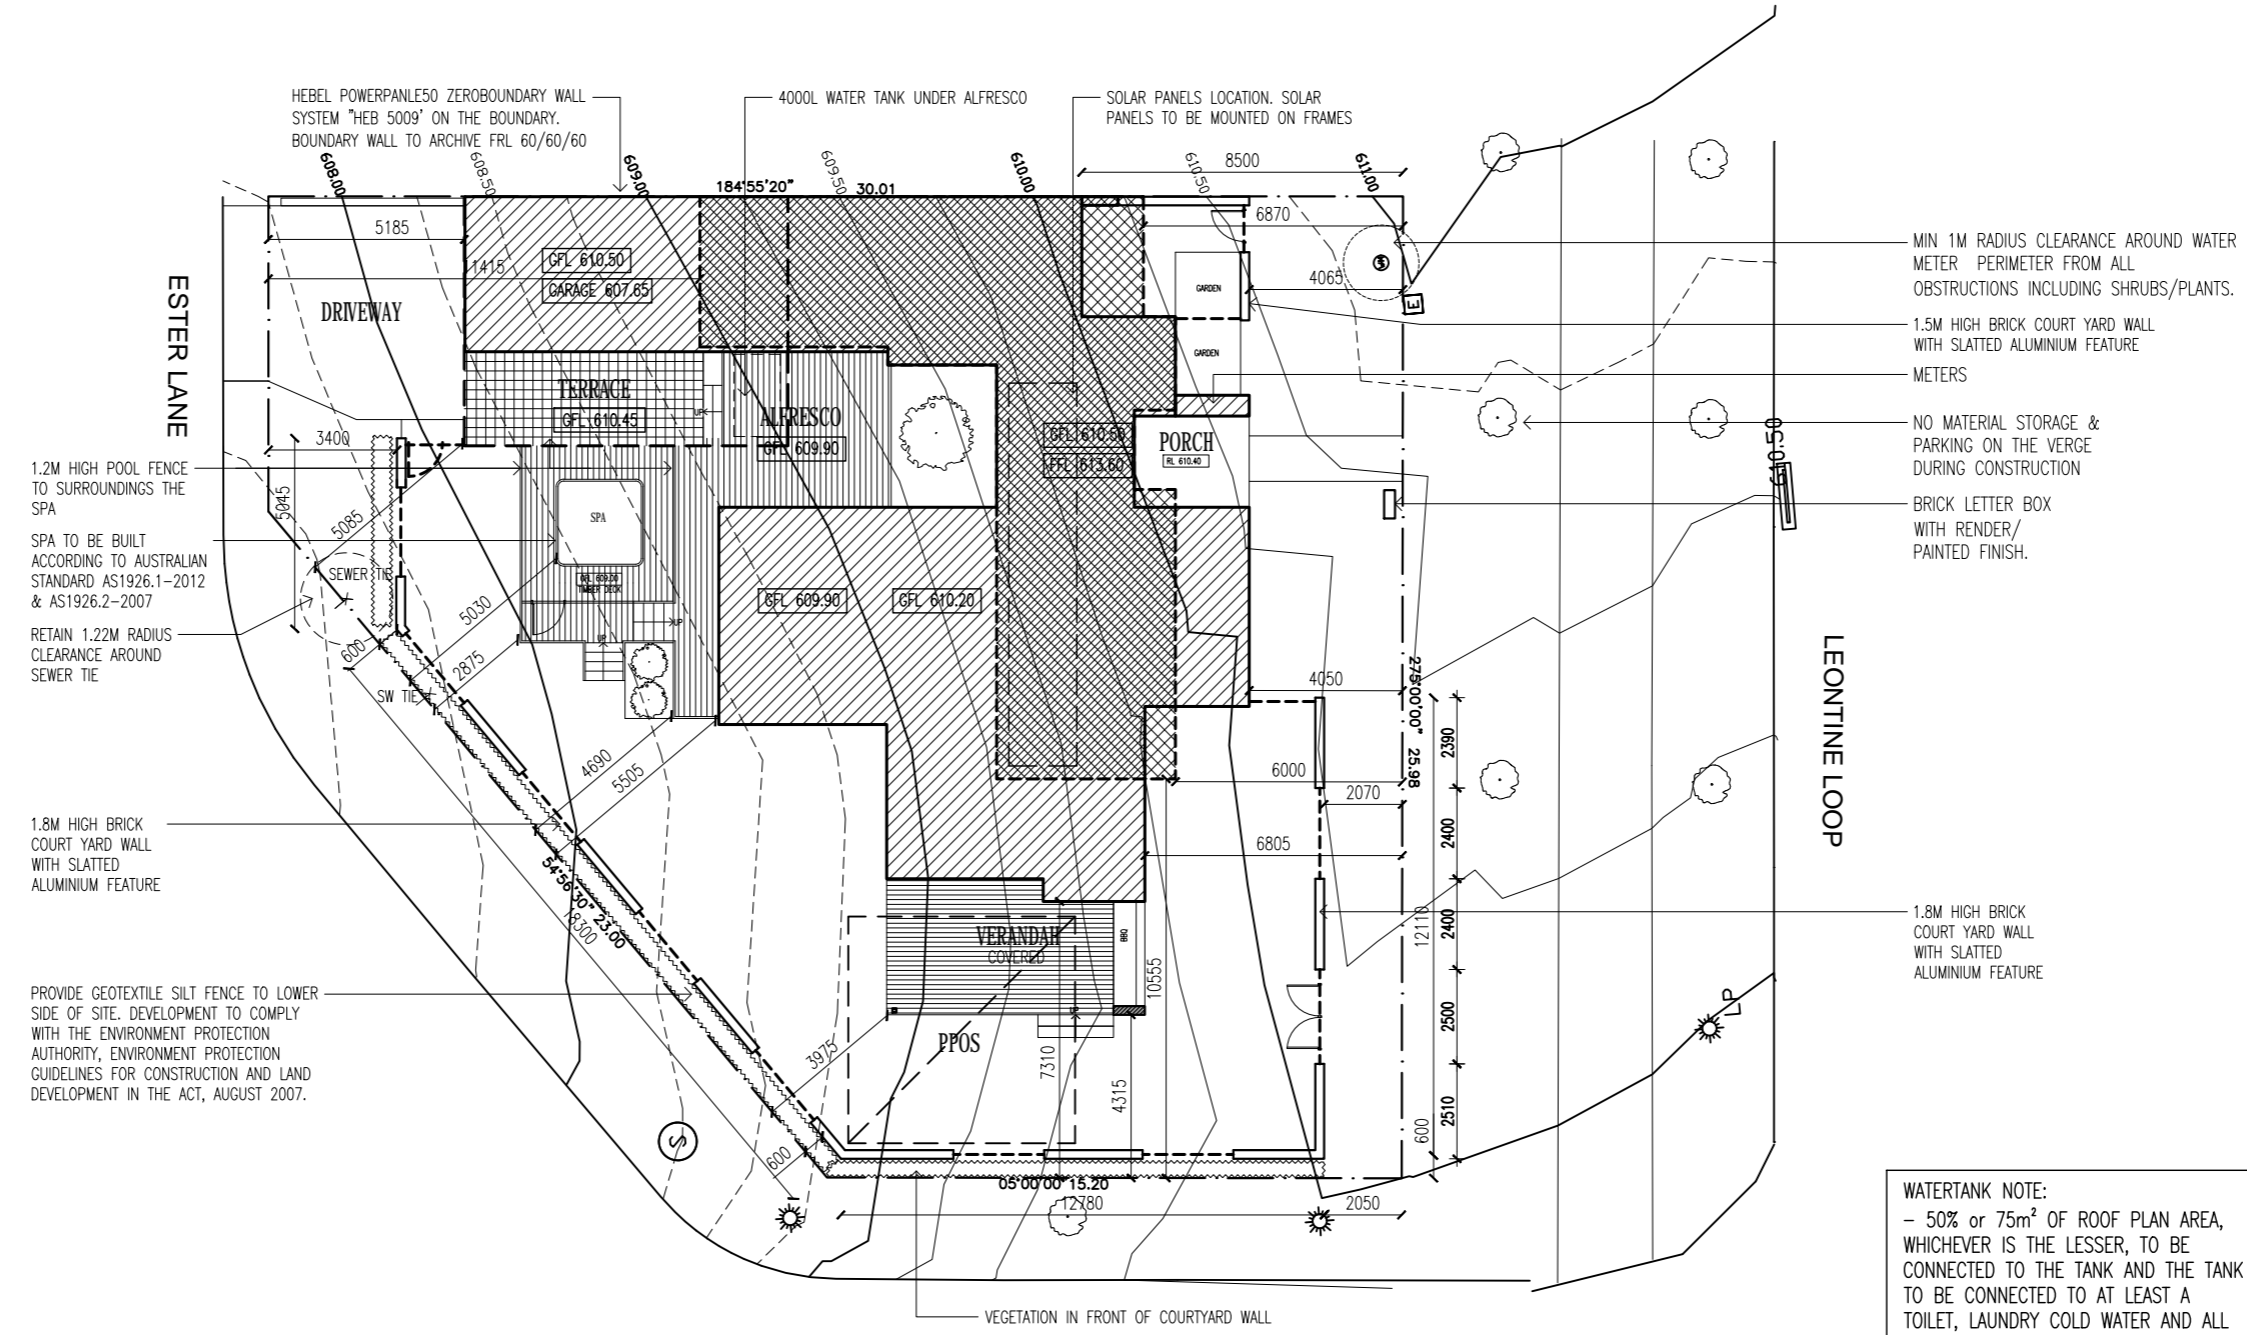 HEBEL POWERPANLE50 ZEROBOUNDARY WALL
SYSTEM "HEB 5009' ON THE BOUNDARY.
BOUNDARY WALL TO ARCHIVE FRL 60/60/60
4000L WATER TANK UNDER ALFRESCO
SOLAR PANELS LOCATION. SOLAR
PANELS TO BE MOUNTED ON FRAMES
608.00
608.50
609.00
184°55'20"
30.01
609.50
610.00
610.50
611.00
8500
6870
5185
1415
4065
GFL 610.50
GARAGE 607.65
DRIVEWAY
ESTER LANE
GARDEN
GARDEN
E
MIN 1M RADIUS CLEARANCE AROUND WATER
METER PERIMETER FROM ALL
OBSTRUCTIONS INCLUDING SHRUBS/PLANTS.
1.5M HIGH BRICK COURT YARD WALL
WITH SLATTED ALUMINIUM FEATURE
METERS
NO MATERIAL STORAGE &
PARKING ON THE VERGE
DURING CONSTRUCTION
BRICK LETTER BOX
WITH RENDER/
PAINTED FINISH.
610.50
TERRACE
GFL 610.45
UP
ALFRESCO
GFL 609.90
GFL 610.50
FFL 613.60
PORCH
RL 610.40
3400
5045
5085
1.2M HIGH POOL FENCE
TO SURROUNDINGS THE
SPA
SPA TO BE BUILT
ACCORDING TO AUSTRALIAN
STANDARD AS1926.1-2012
& AS1926.2-2007
RETAIN 1.22M RADIUS
CLEARANCE AROUND
SEWER TIE
SEWER TIE
SPA
GFL 609.00
TIMBER DECK
UP
UP
5030
600
2875
SW TIE
GFL 609.90
GFL 610.20
4690
5505
4050
275°00'00"
25.98
6000
2070
6805
2390
2400
12110
2400
2500
2510
600
LEONTINE LOOP
1.8M HIGH BRICK
COURT YARD WALL
WITH SLATTED
ALUMINIUM FEATURE
1.8M HIGH BRICK
COURT YARD WALL
WITH SLATTED
ALUMINIUM FEATURE
54°56'30" 23.00
18300
VERANDAH
COVERED
BBQ
UP
PPOS
10555
7310
4315
3975
600
LP
S
PROVIDE GEOTEXTILE SILT FENCE TO LOWER
SIDE OF SITE. DEVELOPMENT TO COMPLY
WITH THE ENVIRONMENT PROTECTION
AUTHORITY, ENVIRONMENT PROTECTION
GUIDELINES FOR CONSTRUCTION AND LAND
DEVELOPMENT IN THE ACT, AUGUST 2007.
05°00'00" 15.20
12780
2050
VEGETATION IN FRONT OF COURTYARD WALL
WATERTANK NOTE:
- 50% or 75m² OF ROOF PLAN AREA,
WHICHEVER IS THE LESSER, TO BE
CONNECTED TO THE TANK AND THE TANK
TO BE CONNECTED TO AT LEAST A
TOILET, LAUNDRY COLD WATER AND ALL